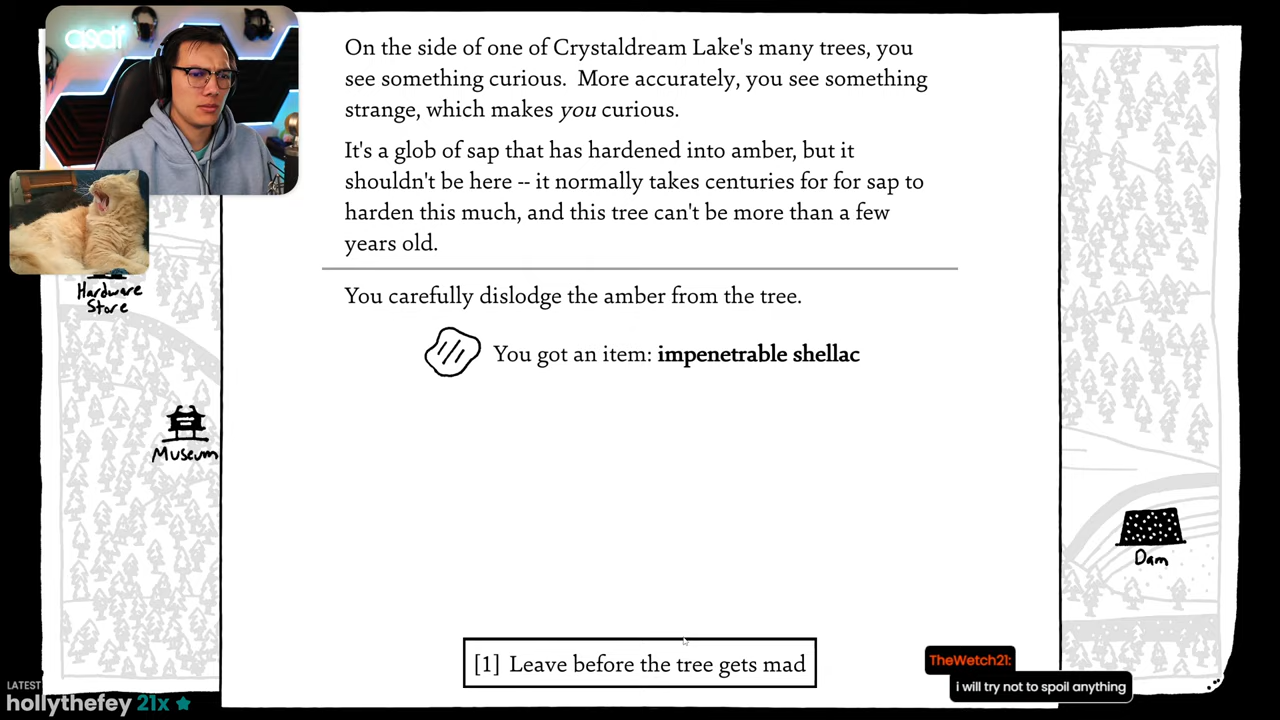 asdf
On the side of one of Crystaldream Lake's many trees, you
see something curious.  More accurately, you see something
strange, which makes you curious.
It's a glob of sap that has hardened into amber, but it
shouldn't be here -- it normally takes centuries for for sap to
harden this much, and this tree can't be more than a few
years old.
You carefully dislodge the amber from the tree.
You got an item: impenetrable shellac
Hardware
Store
Museum
Dam
[1] Leave before the tree gets mad
TheWetch21:
i will try not to spoil anything
LATEST
hollythefey 21x